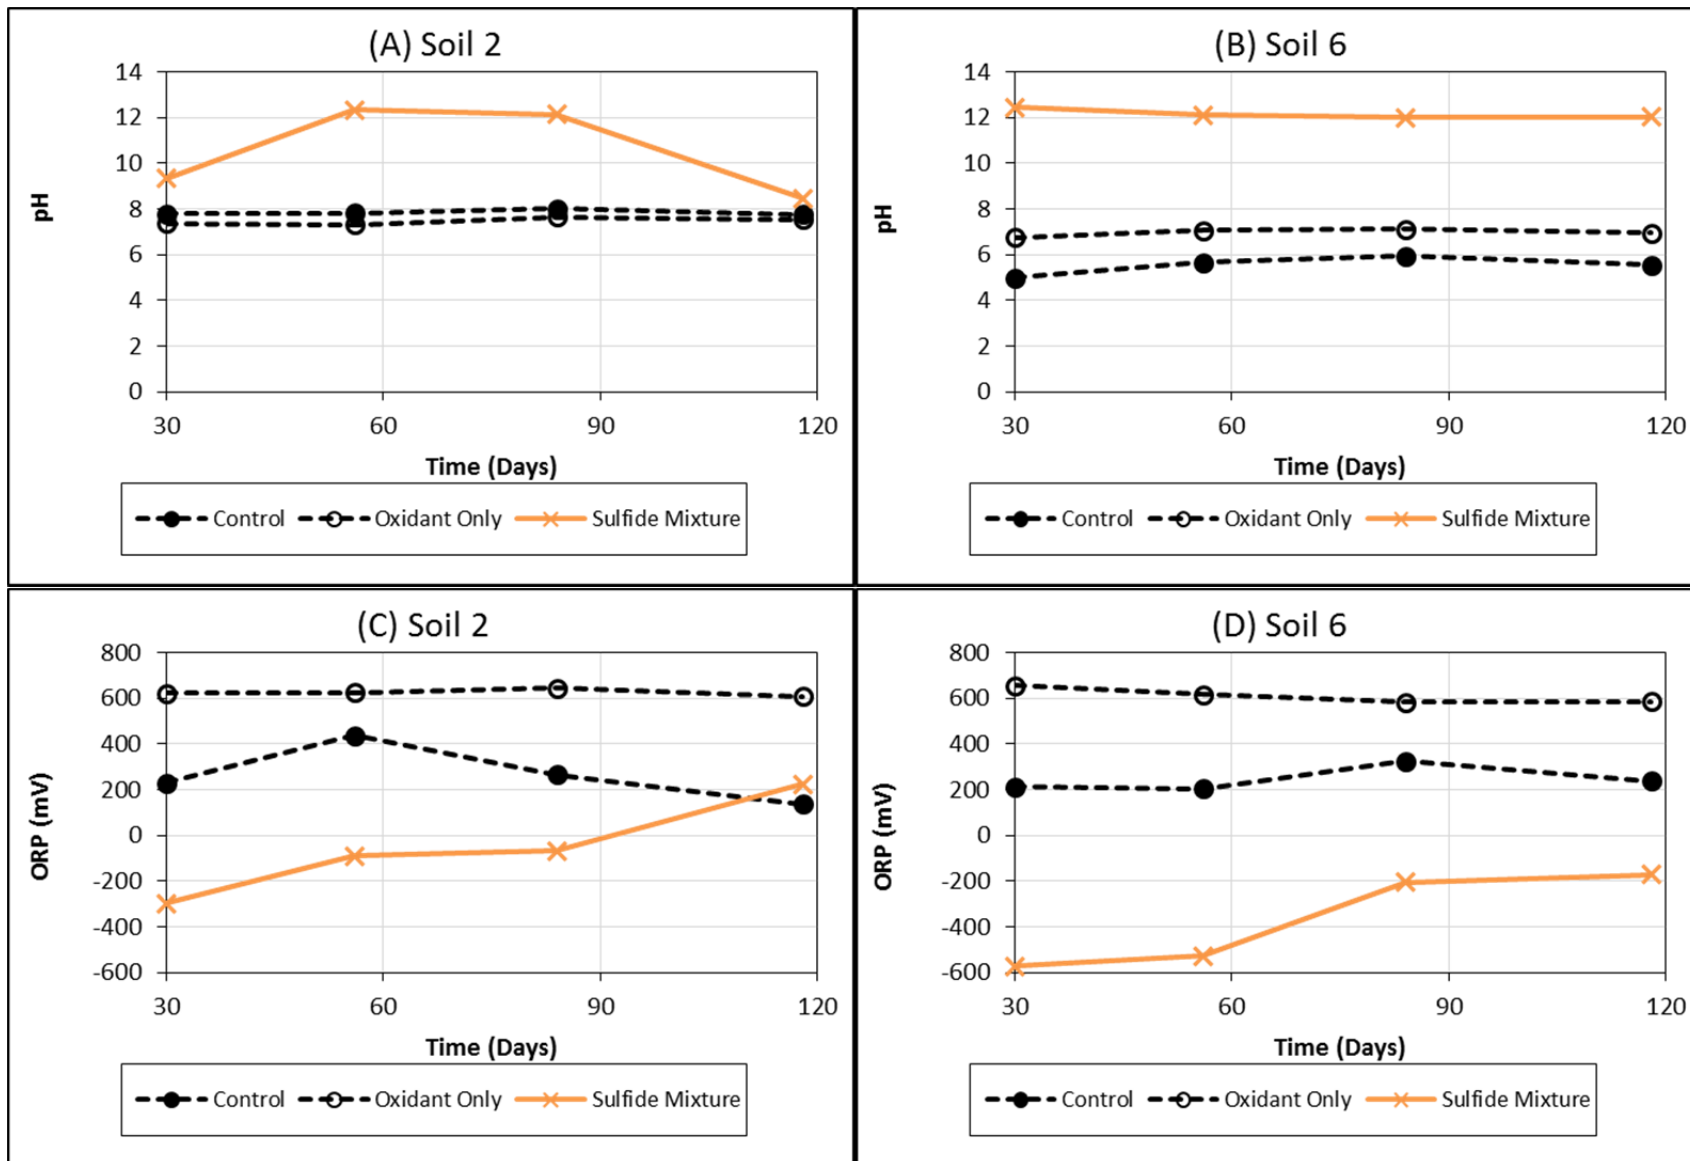 (A) Soil 2
14
12
10
8
6
4
2
0
pH
30 60 90 120
Time (Days)
Control Oxidant Only Sulfide Mixture
(B) Soil 6
14
12
10
8
6
4
2
0
pH
30 60 90 120
Time (Days)
Control Oxidant Only Sulfide Mixture
(C) Soil 2
800
600
400
200
0
-200
-400
-600
ORP (mV)
30 60 90 120
Time (Days)
Control Oxidant Only Sulfide Mixture
(D) Soil 6
800
600
400
200
0
-200
-400
-600
ORP (mV)
30 60 90 120
Time (Days)
Control Oxidant Only Sulfide Mixture